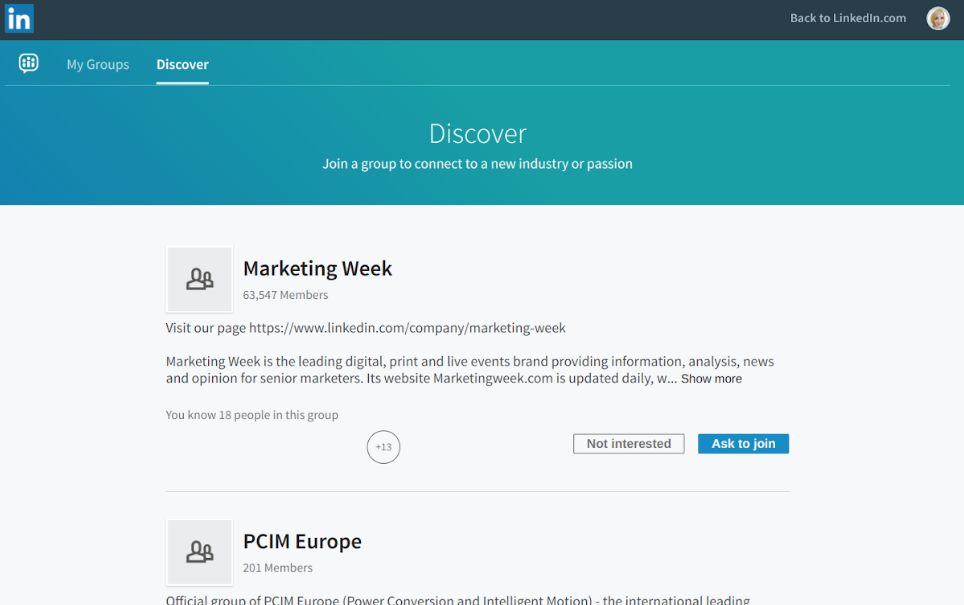 in
Back to LinkedIn.com
My Groups
Discover
Discover
Join a group to connect to a new industry or passion
Marketing Week
63,547 Members
Visit our page https://www.linkedin.com/company/marketing-week
Marketing Week is the leading digital, print and live events brand providing information, analysis, news
and opinion for senior marketers. Its website Marketingweek.com is updated daily, w... Show more
You know 18 people in this group
+13
Not interested
Ask to join
PCIM Europe
201 Members
Official group of PCIM Europe (Power Conversion and Intelligent Motion) - the international leading